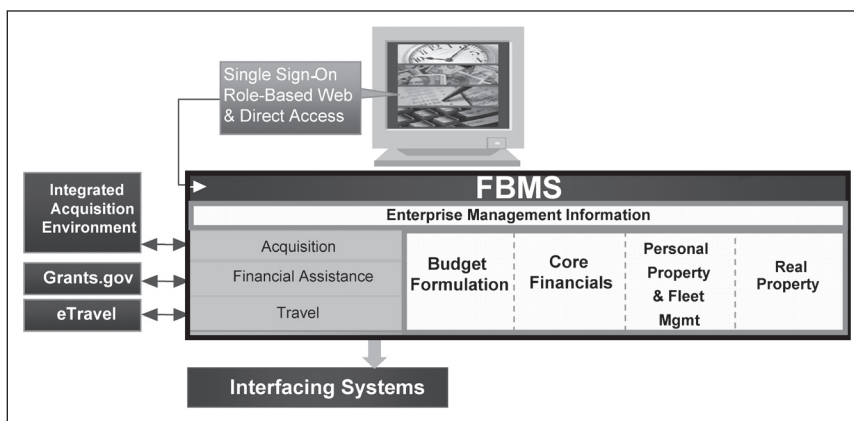 Single Sign-On
Role-Based Web
& Direct Access
FBMS
Enterprise Management Information
Integrated
Acquisition
Environment
Grants.gov
eTravel
Acquisition
Financial Assistance
Travel
Budget
Formulation
Core
Financials
Personal
Property
& Fleet
Mgmt
Real
Property
Interfacing Systems